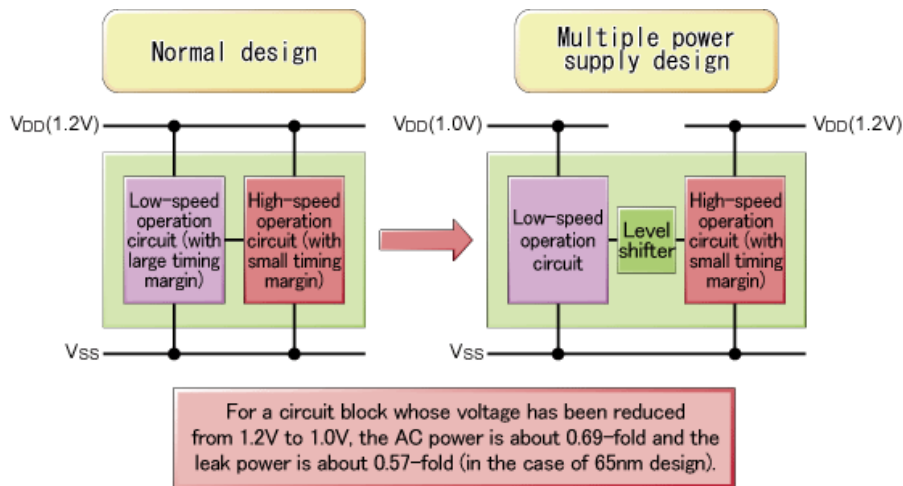 Normal design
Multiple power
supply design
VDD(1.2V)
VDD(1.0V)
VDD(1.2V)
Low-speed
operation
circuit (with
large timing
margin)
High-speed
operation
circuit (with
small timing
margin)
Low-speed
operation
circuit
Level
shifter
High-speed
operation
circuit (with
small timing
margin)
VSS
VSS
For a circuit block whose voltage has been reduced
from 1.2V to 1.0V, the AC power is about 0.69-fold and the
leak power is about 0.57-fold (in the case of 65nm design).